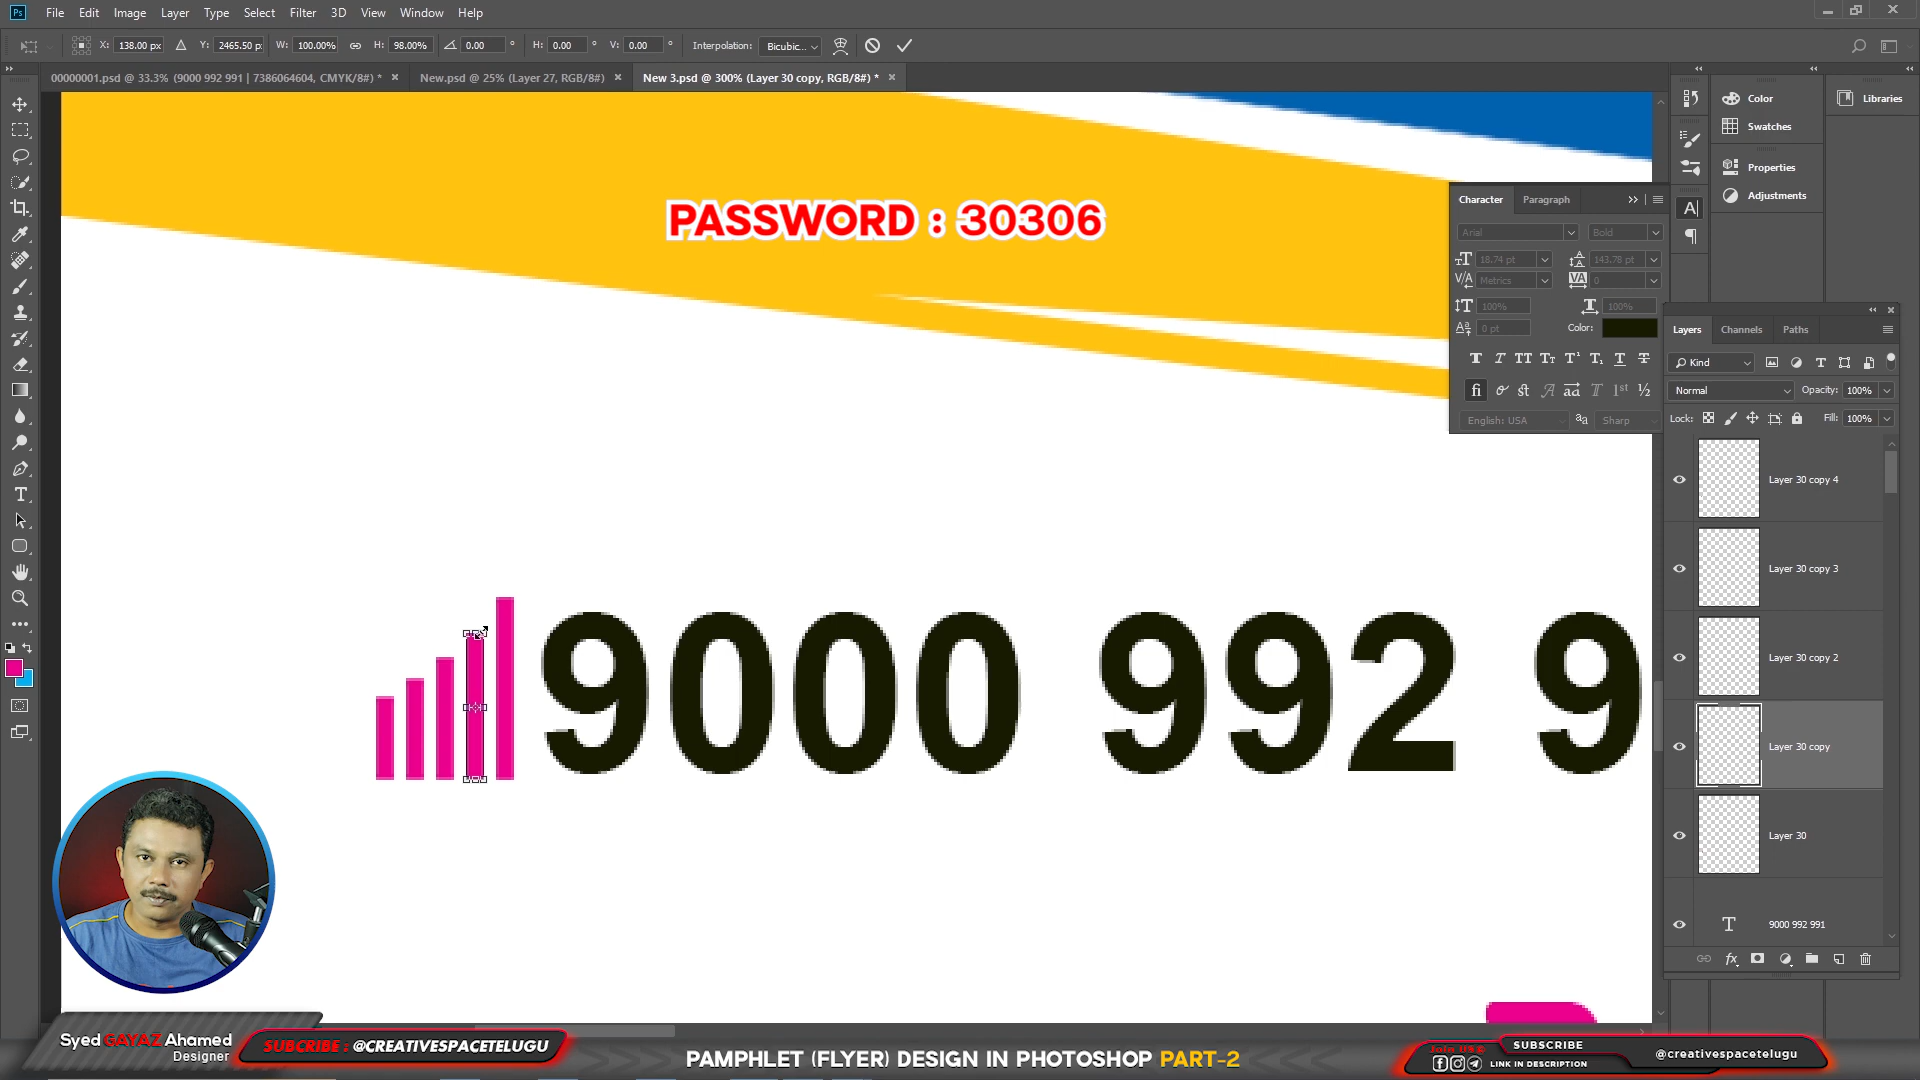 Ps File Edit Image Layer Type Select Filter 3D View Window Help
X: 138.00 px Y: 2465.50 p W: 100.00% H: 98.00% 0.00 ° H: 0.00 ° V: 0.00 ° Interpolation: Bicubic...
00000001.psd @ 33.3% (9000 992 991 | 7386064604, CMYK/8#) * ×
New.psd @ 25% (Layer 27, RGB/8#) ×
New 3.psd @ 300% (Layer 30 copy, RGB/8#) * ×
Color
Swatches
Properties
Adjustments
Libraries
Character Paragraph
Arial Bold
18.74 pt 143.78 pt
Metrics 0
100% 100%
0 pt Color:
English: USA aa Sharp
Layers Channels Paths
Kind
Normal Opacity: 100%
Lock: Fill: 100%
Layer 30 copy 4
Layer 30 copy 3
Layer 30 copy 2
Layer 30 copy
Layer 30
T 9000 992 991
fx
PASSWORD : 30306
9000 992 9
Syed GAYAZ Ahamed
Designer
SUBCRIBE : @CREATIVESPACETELUGU
PAMPHLET (FLYER) DESIGN IN PHOTOSHOP PART-2
Join US @
SUBSCRIBE
LINK IN DESCRIPTION
@creativespacetelugu